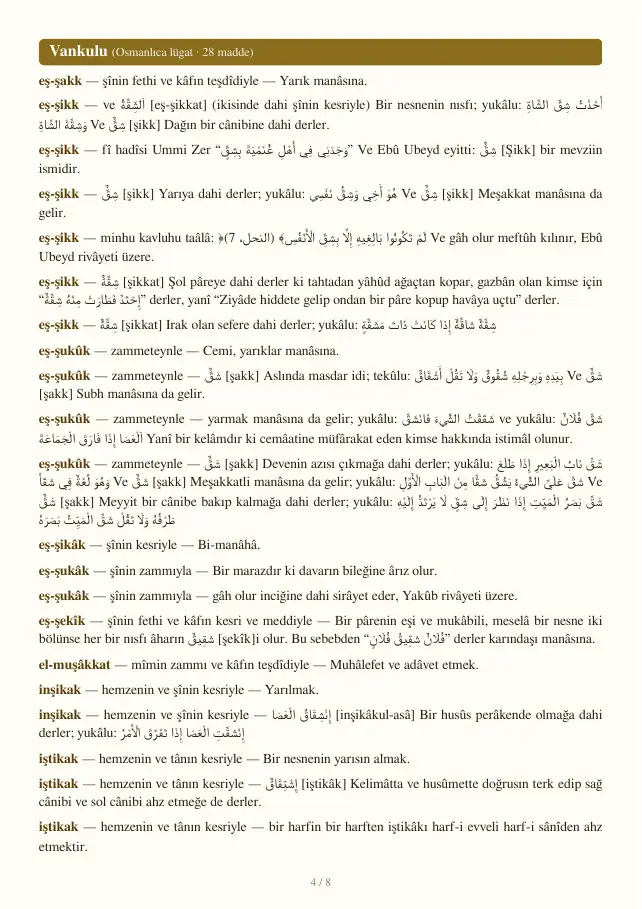 Vankulu (Osmanlıca lügat · 28 madde)
eş-şakk — şînin fethi ve kâfın teşdîdiyle — Yarık manâsına.
eş-şikk — ve اَلشِّقَّةُ [eş-şikkat] (ikisinde dahi şînin kesriyle) Bir nesnenin nısfı; yukâlu: أَخَذْتُ شِقَّ الشَّاةِ
وَشِقَّةَ الشَّاةِ Ve شِقٌّ [şikk] Dağın bir cânibine dahi derler.
eş-şikk — fî hadîsi Ummi Zer “وَجَدَنِي فِي أَهْلِ غُنَمْيَةَ بِشِقٍّ” Ve Ebû Ubeyd eyitti: شِقٌّ [Şikk] bir mevziin
ismidir.
eş-şikk — شِقٌّ [şikk] Yarıya dahi derler; yukâlu: هُوَ أَخِي وَشِقُّ نَفْسِي Ve شِقٌّ [şikk] Meşakkat manâsına da
gelir.
eş-şikk — minhu kavluhu taâlâ: ﴿لَمْ تَكُونُوا بَالِغِيهِ إِلَّا بِشِقِّ الْأَنْفُسِ﴾ (النحل، 7) Ve gâh olur meftûh kılınır, Ebû
Ubeyd rivâyeti üzere.
eş-şikk — شِقَّةٌ [şikkat] Şol pâreye dahi derler ki tahtadan yâhûd ağaçtan kopar, gazbân olan kimse için
“إِحْتَدَّ فَطَارَتْ مِنْهُ شِقَّةٌ” derler, yanî “Ziyâde hiddete gelip ondan bir pâre kopup havâya uçtu” derler.
eş-şikk — شِقَّةٌ [şikkat] Irak olan sefere dahi derler; yukâlu: شِقَّةٌ شَاقَّةٌ إِذَا كَانَتْ ذَاتَ مَشَقَّةٍ
eş-şukûk — zammeteynle — Cemi, yarıklar manâsına.
eş-şukûk — zammeteynle — شَقٌّ [şakk] Aslında masdar idi; tekûlu: بِيَدِهِ وَبِرِجْلِهِ شُقُوقٌ وَلَا تَقُلْ أَشْقَاقٌ Ve شَقٌّ
[şakk] Subh manâsına da gelir.
eş-şukûk — zammeteynle — yarmak manâsına da gelir; yukâlu: شَقَقْتُ الشَّيْءَ فَانْشَقَّ ve yukâlu: شَقَّ فُلَانٌ
اَلْعَصَا إِذَا فَارَقَ الْجَمَاعَةَ Yanî bir kelâmdır ki cemâatine müfârakat eden kimse hakkında istimâl olunur.
eş-şukûk — zammeteynle — شَقٌّ [şakk] Devenin azısı çıkmağa dahi derler; yukâlu: شَقَّ نَابُ الْبَعِيرِ إِذَا طَلَعَ
وَهُوَ لُغَةٌ فِي شَقَأَ Ve شَقٌّ [şakk] Meşakkatli manâsına da gelir; yukâlu: شَقَّ عَلَيَّ الشَّيْءُ يَشُقُّ شَقًّا مِنَ الْبَابِ الْأَوَّلِ Ve
شَقٌّ [şakk] Meyyit bir cânibe bakıp kalmağa dahi derler; yukâlu: شَقَّ بَصَرُ الْمَيِّتِ إِذَا نَظَرَ إِلَى شِقٍّ لَا يَرْتَدُّ إِلَيْهِ
طَرْفُهُ وَلَا تَقُلْ شَقَّ الْمَيِّتُ بَصَرَهُ
eş-şikâk — şînin kesriyle — Bi-manâhâ.
eş-şukâk — şînin zammıyla — Bir marazdır ki davarın bileğine ârız olur.
eş-şukâk — şînin zammıyla — gâh olur inciğine dahi sirâyet eder, Yakûb rivâyeti üzere.
eş-şekîk — şînin fethi ve kâfın kesri ve meddiyle — Bir pârenin eşi ve mukâbili, meselâ bir nesne iki
bölünse her bir nısfı âharın شَقِيقٌ [şekîk]i olur. Bu sebebden “فُلَانٌ شَقِيقُ فُلَانٍ” derler karındaşı manâsına.
el-muşâkkat — mîmin zammı ve kâfın teşdîdiyle — Muhâlefet ve adâvet etmek.
inşikak — hemzenin ve şînin kesriyle — Yarılmak.
inşikak — hemzenin ve şînin kesriyle — إِنْشِقَاقُ الْعَصَا [inşikâkul-asâ] Bir husûs perâkende olmağa dahi
derler; yukâlu: إِنْشَقَّتِ الْعَصَا إِذَا تَفَرَّقَ الْأَمْرُ
iştikak — hemzenin ve tânın kesriyle — Bir nesnenin yarısın almak.
iştikak — hemzenin ve tânın kesriyle — إِشْتِقَاقٌ [iştikâk] Kelimâtta ve husûmette doğrusın terk edip sağ
cânibi ve sol cânibi ahz etmeğe de derler.
iştikak — hemzenin ve tânın kesriyle — bir harfin bir harften iştikâkı harf-i evveli harf-i sânîden ahz
etmektir.
4 / 8